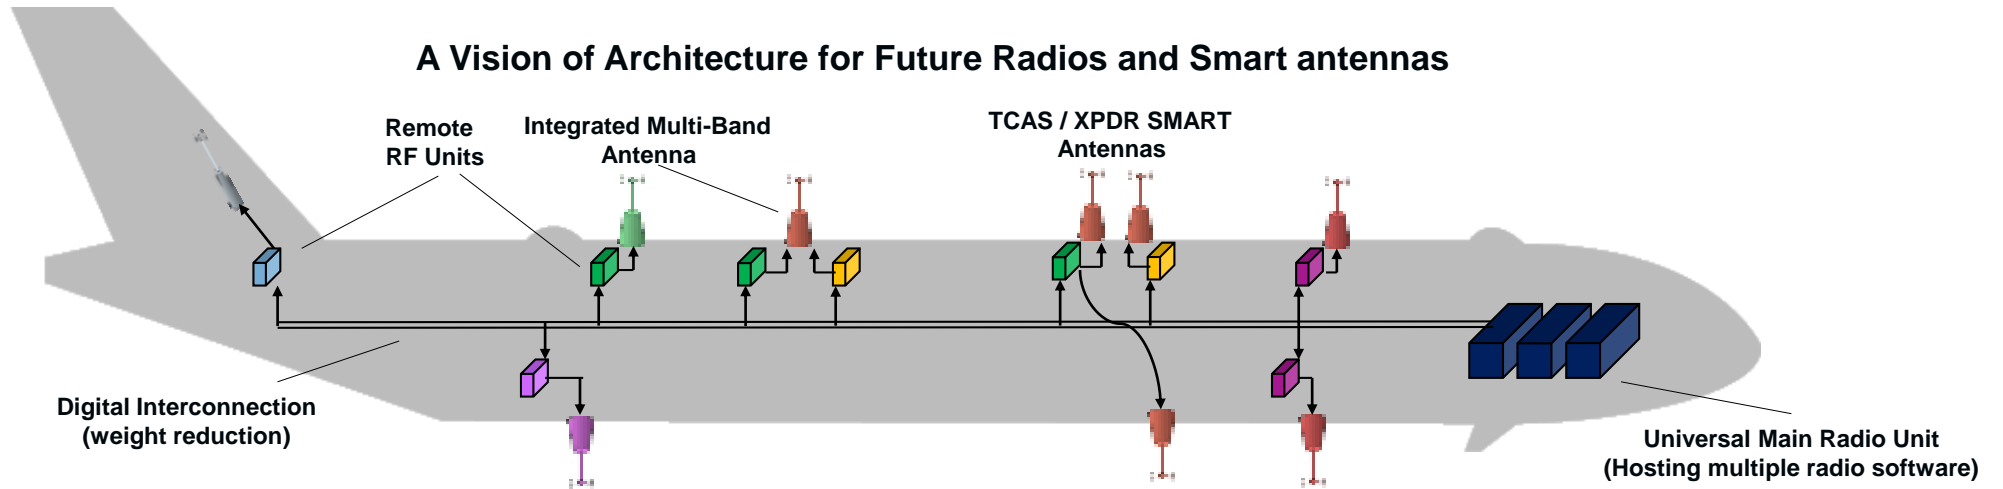 A Vision of Architecture for Future Radios and Smart antennas
Remote
RF Units
Integrated Multi-Band
Antenna
TCAS / XPDR SMART
Antennas
Digital Interconnection
(weight reduction)
Universal Main Radio Unit
(Hosting multiple radio software)